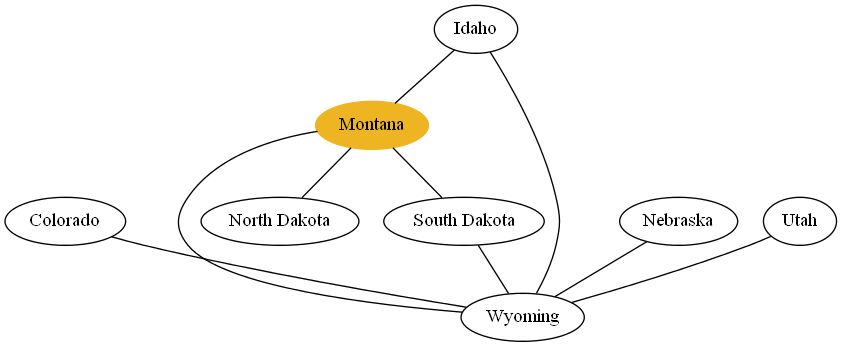 Idaho
Montana
Colorado
North Dakota
South Dakota
Nebraska
Utah
Wyoming